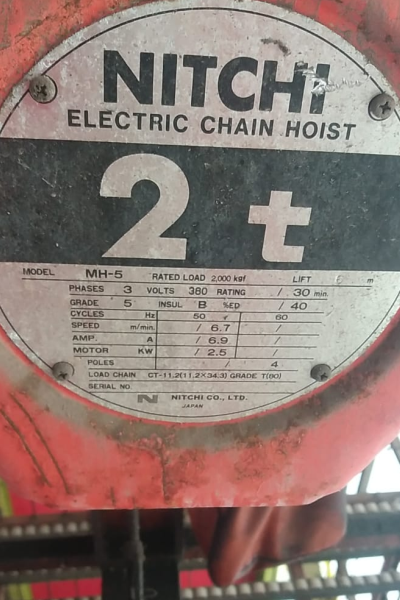 NITCHI
ELECTRIC CHAIN HOIST
2 t
MODEL MH-5 RATED LOAD 2,000 kgf LIFT m
PHASES 3 VOLTS 380 RATING / 30 min.
GRADE 5 INSUL B %ED / 40
CYCLES Hz 50 60
SPEED m/min. / 6.7 /
AMP. A / 6.9 /
MOTOR KW / 2.5 /
POLES / 4
LOAD CHAIN CT-11.2(11.2×34.3) GRADE T(80)
SERIAL NO.
N NITCHI CO., LTD.
JAPAN